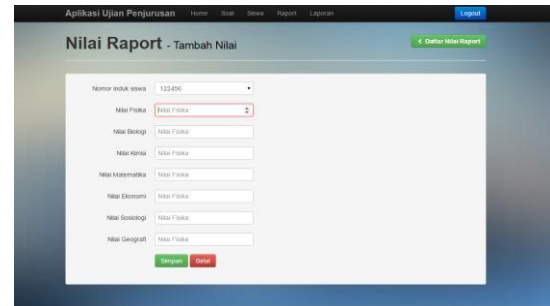 Aplikasi Ujian Penjurusan Home Soal Siswa Raport Laporan Logout
Nilai Raport - Tambah Nilai
Daftar Nilai Raport
Nomor induk siswa 122456
Nilai Fisika Nilai Fisika
Nilai Biologi Nilai Fisika
Nilai Kimia Nilai Fisika
Nilai Matematika Nilai Fisika
Nilai Ekonomi Nilai Fisika
Nilai Sosiologi Nilai Fisika
Nilai Geografi Nilai Fisika
Simpan Batal